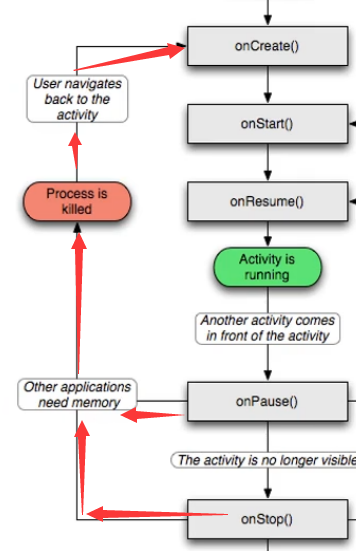 onCreate()
User navigates
back to the
activity
onStart()
Process is
killed
onResume()
Activity is
running
Another activity comes
in front of the activity
Other applications
need memory
onPause()
The activity is no longer visible
onStop()